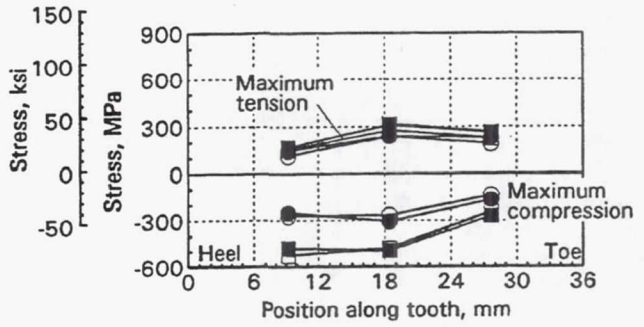 150
100
50
0
-50
Stress, ksi
900
600
300
0
-300
-600
Stress, MPa
Maximum
tension
Maximum
compression
Heel
Toe
0 6 12 18 24 30 36
Position along tooth, mm